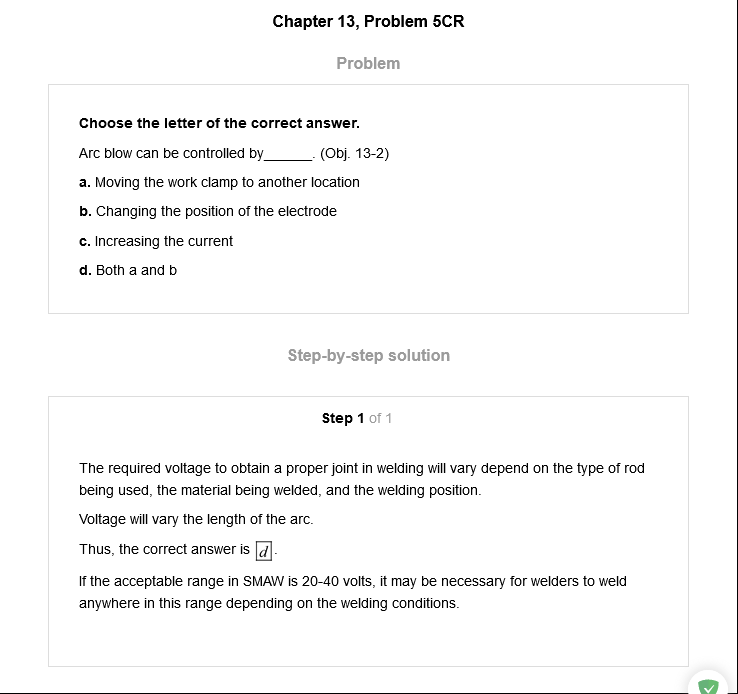 Chapter 13, Problem 5CR
Problem
Choose the letter of the correct answer.
Arc blow can be controlled by______. (Obj. 13-2)
a. Moving the work clamp to another location
b. Changing the position of the electrode
c. Increasing the current
d. Both a and b
Step-by-step solution
Step 1 of 1
The required voltage to obtain a proper joint in welding will vary depend on the type of rod
being used, the material being welded, and the welding position.
Voltage will vary the length of the arc.
Thus, the correct answer is d.
If the acceptable range in SMAW is 20-40 volts, it may be necessary for welders to weld
anywhere in this range depending on the welding conditions.